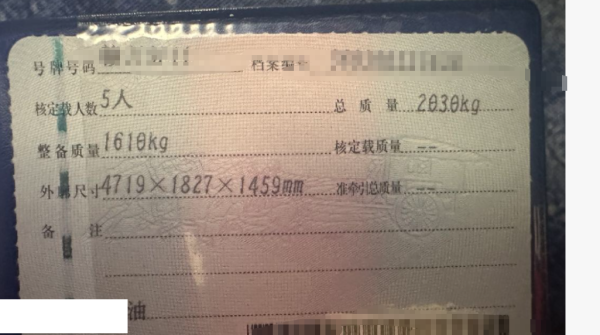 号牌号码 档案编号
核定载人数 5人 总质量 2030kg
整备质量 1610kg 核定载质量 --
外廓尺寸 4719×1827×1459mm 准牵引总质量 --
备注
油